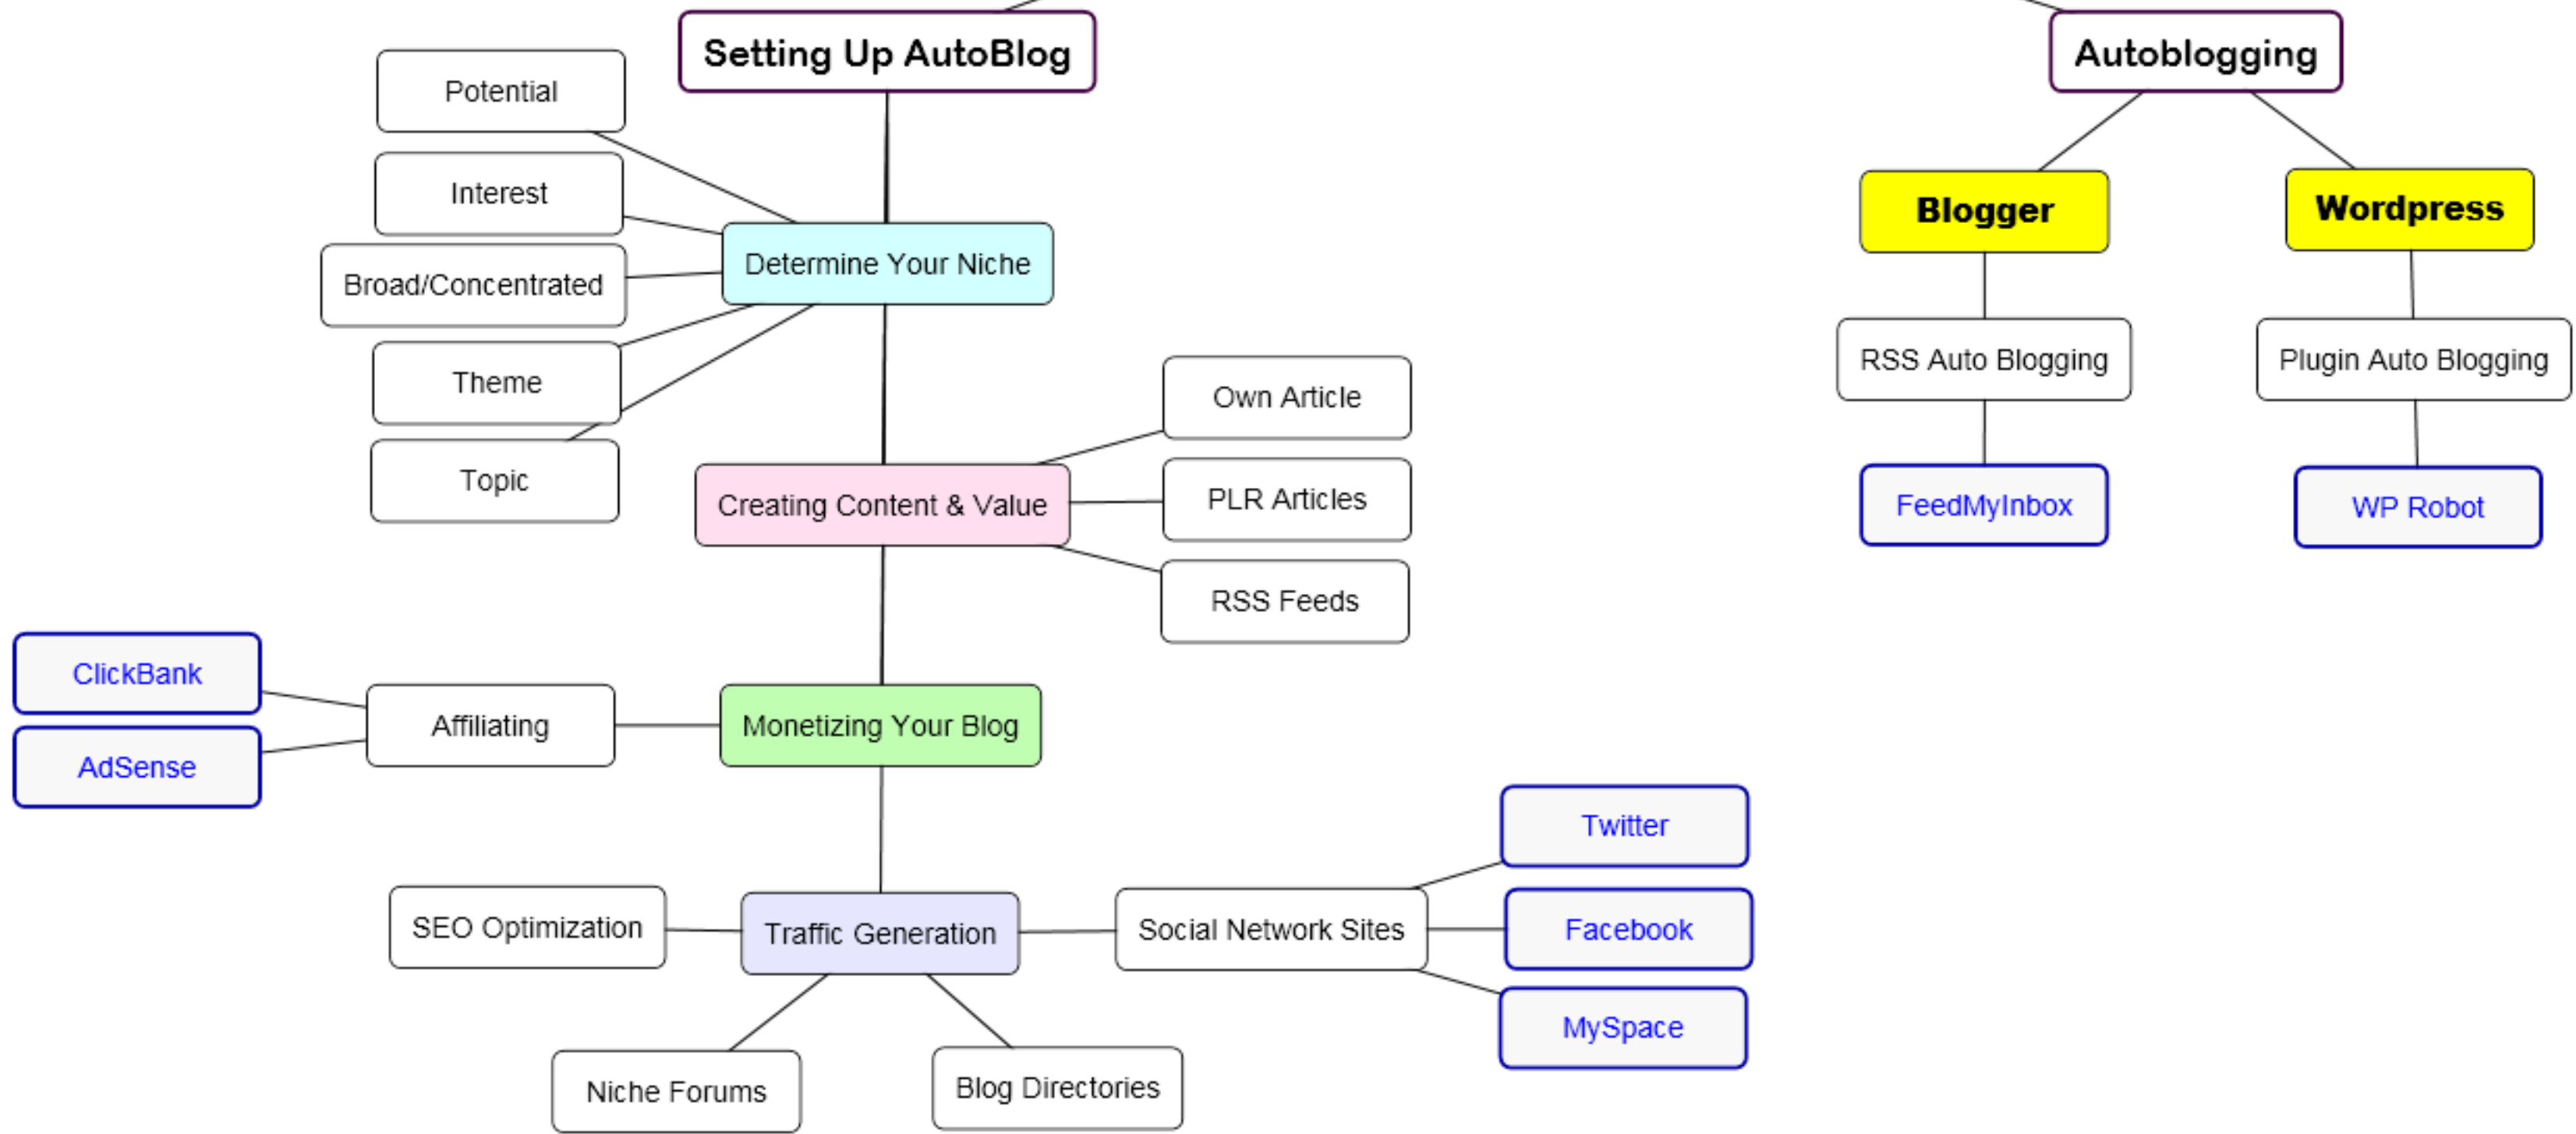 Setting Up AutoBlog
Potential
Interest
Broad/Concentrated
Theme
Topic
Determine Your Niche
Own Article
PLR Articles
RSS Feeds
Creating Content & Value
ClickBank
AdSense
Affiliating
Monetizing Your Blog
SEO Optimization
Traffic Generation
Social Network Sites
Twitter
Facebook
MySpace
Niche Forums
Blog Directories
Autoblogging
Blogger
Wordpress
RSS Auto Blogging
Plugin Auto Blogging
FeedMyInbox
WP Robot